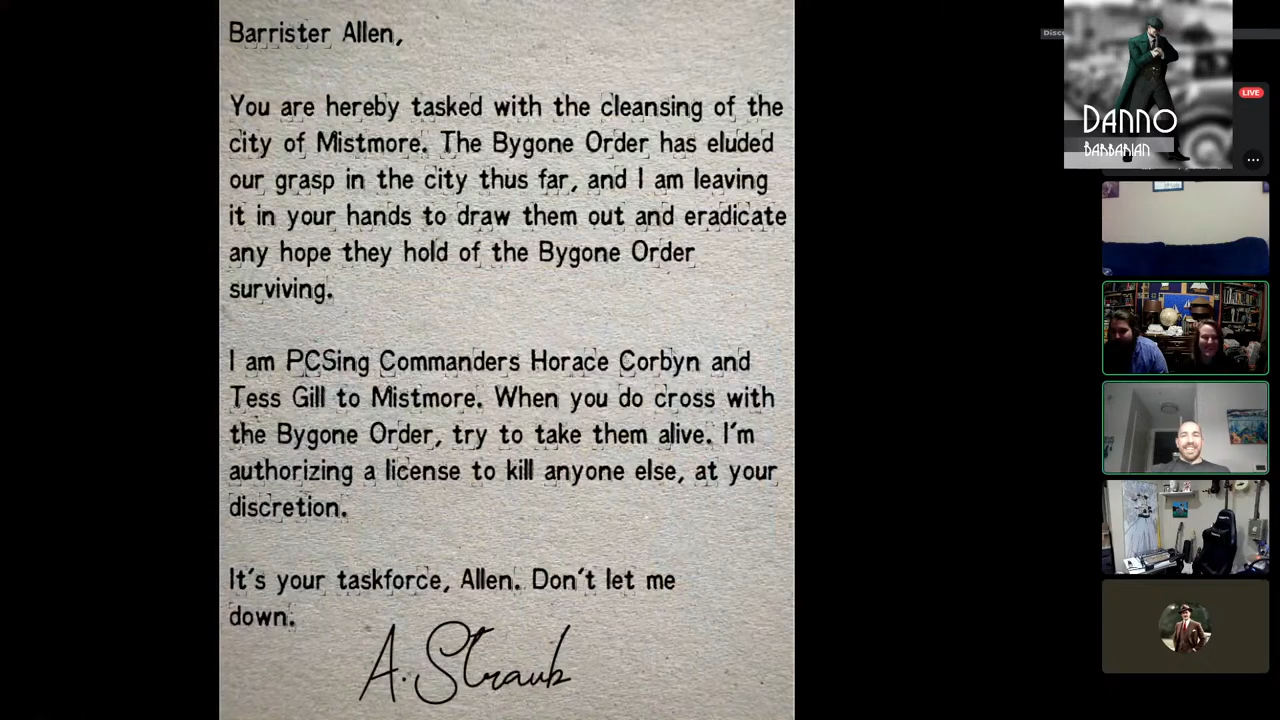 Barrister Allen,
You are hereby tasked with the cleansing of the
city of Mistmore. The Bygone Order has eluded
our grasp in the city thus far, and I am leaving
it in your hands to draw them out and eradicate
any hope they hold of the Bygone Order
surviving.
I am PCSing Commanders Horace Corbyn and
Tess Gill to Mistmore. When you do cross with
the Bygone Order, try to take them alive. I'm
authorizing a license to kill anyone else, at your
discretion.
It's your taskforce, Allen. Don't let me
down.
A. Straub
Disc
LIVE
DANNO
BARBARIAN